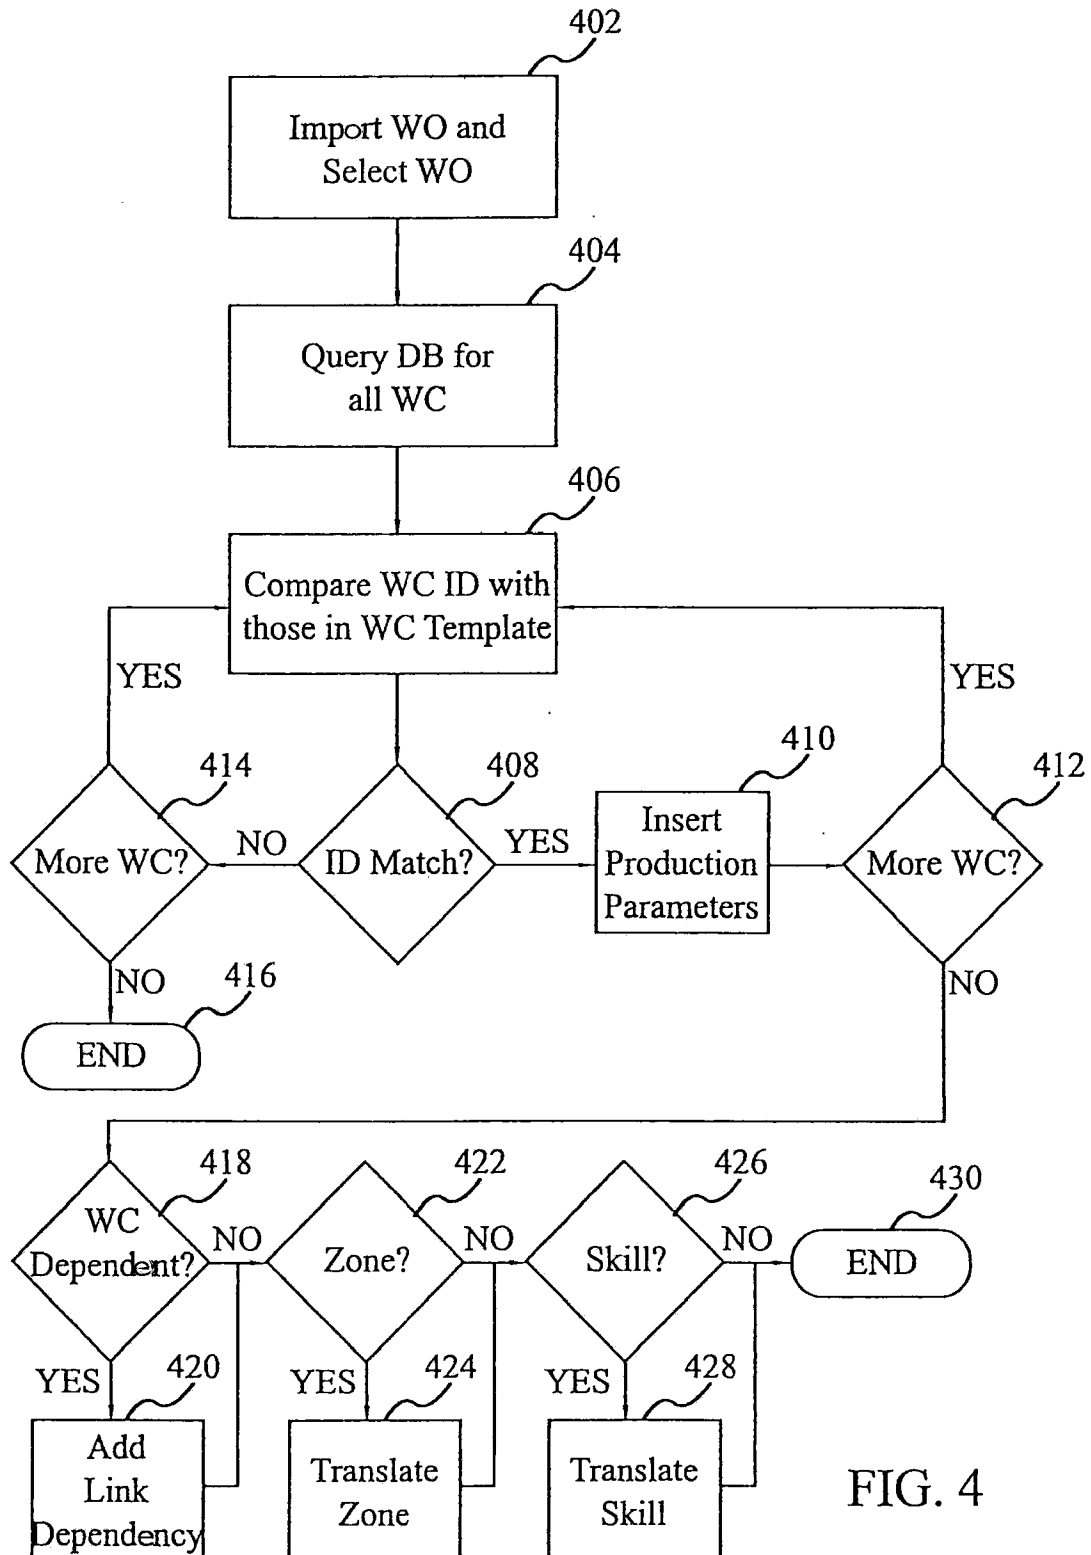 402
Import WO and
Select WO
404
Query DB for
all WC
406
Compare WC ID with
those in WC Template
YES
YES
414
408
410
412
More WC?
NO
ID Match?
YES
Insert
Production
Parameters
More WC?
NO
416
NO
END
418
422
426
430
WC
Dependent?
NO
Zone?
NO
Skill?
NO
END
YES
420
YES
424
YES
428
Add
Link
Dependency
Translate
Zone
Translate
Skill
FIG. 4